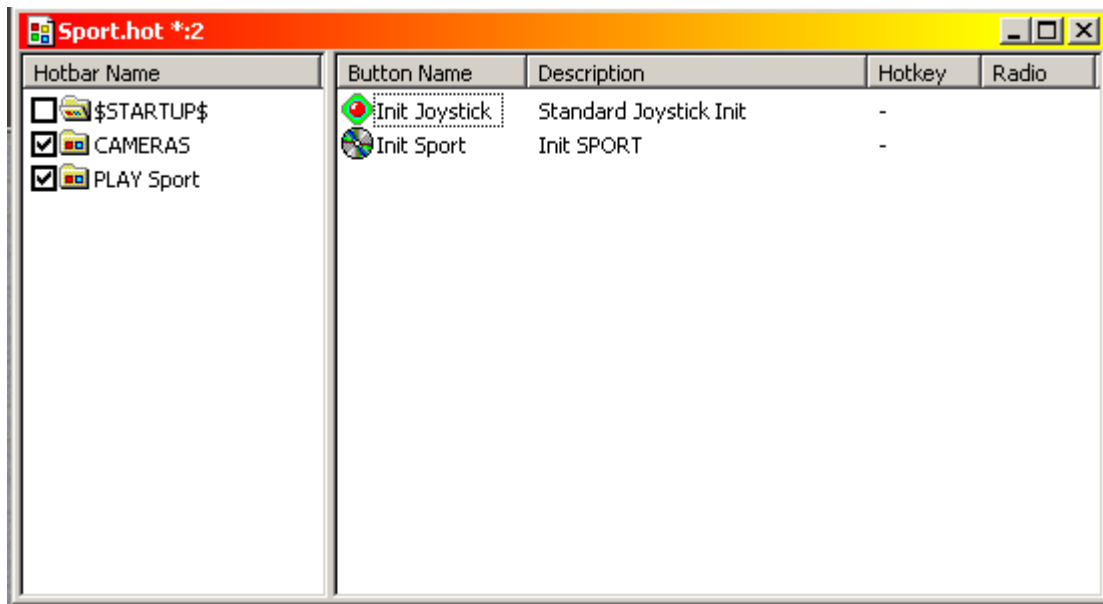 Sport.hot *:2
Hotbar Name
Button Name Description Hotkey Radio
$STARTUP$
CAMERAS
PLAY Sport
Init Joystick Standard Joystick Init -
Init Sport Init SPORT -